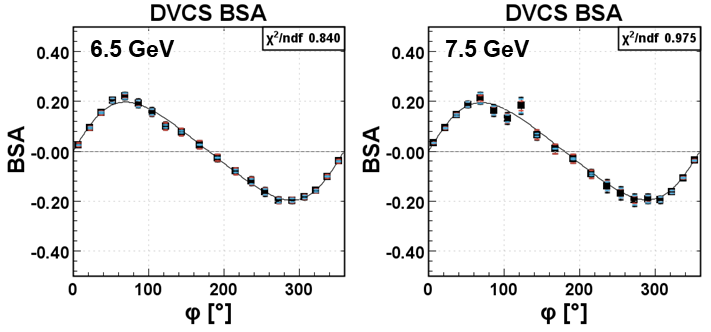 DVCS BSA
6.5 GeV
χ²/ndf 0.840
0.40
0.20
-0.00
-0.20
-0.40
BSA
0 100 200 300
φ [°]
DVCS BSA
7.5 GeV
χ²/ndf 0.975
0.40
0.20
-0.00
-0.20
-0.40
BSA
0 100 200 300
φ [°]